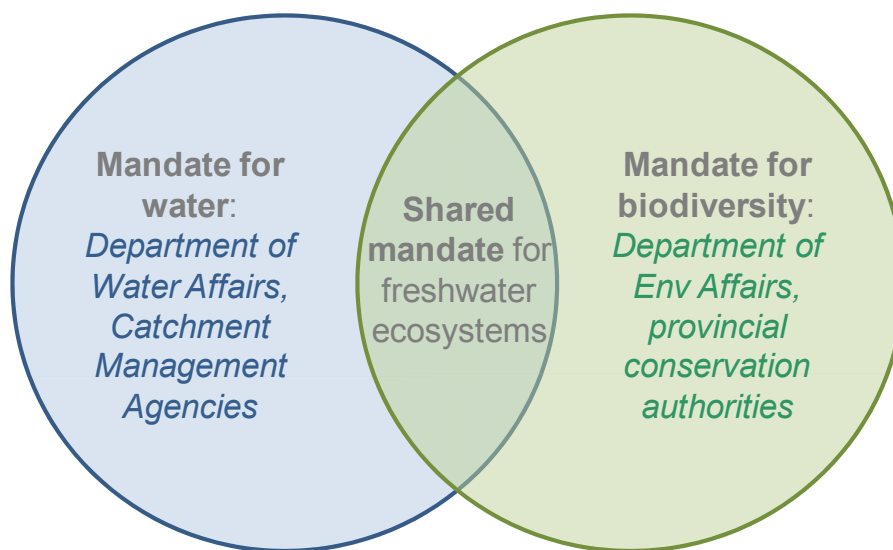 Mandate for
water:
Department of
Water Affairs,
Catchment
Management
Agencies
Shared
mandate for
freshwater
ecosystems
Mandate for
biodiversity:
Department of
Env Affairs,
provincial
conservation
authorities